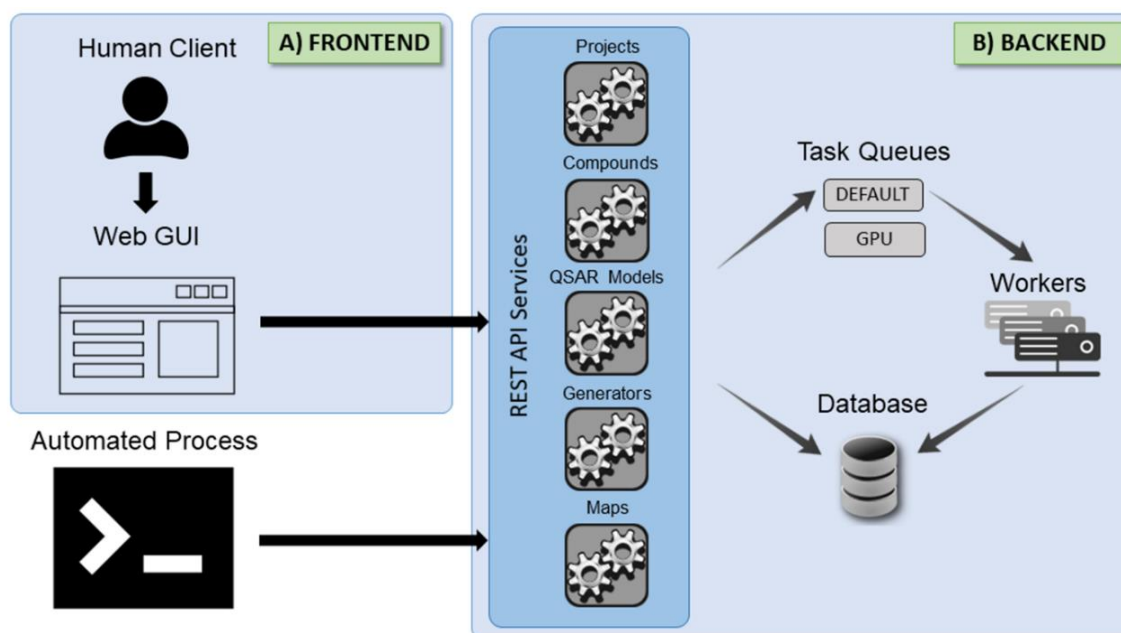 A) FRONTEND
Human Client
Web GUI
Automated Process
B) BACKEND
REST API Services
Projects
Compounds
QSAR Models
Generators
Maps
Task Queues
DEFAULT
GPU
Workers
Database